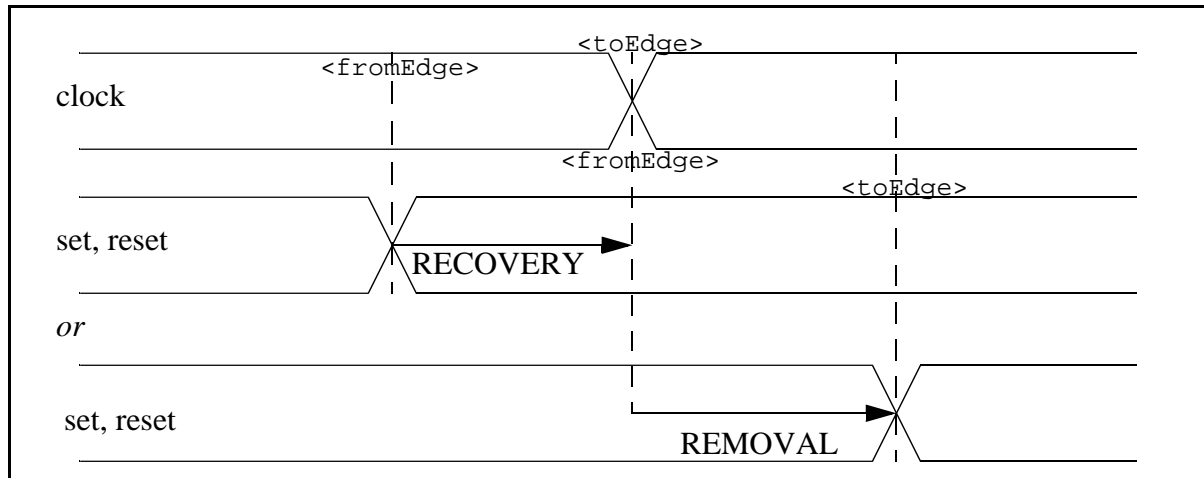 <toEdge>
<fromEdge>
clock
<fromEdge>
<toEdge>
set, reset
RECOVERY
or
set, reset
REMOVAL